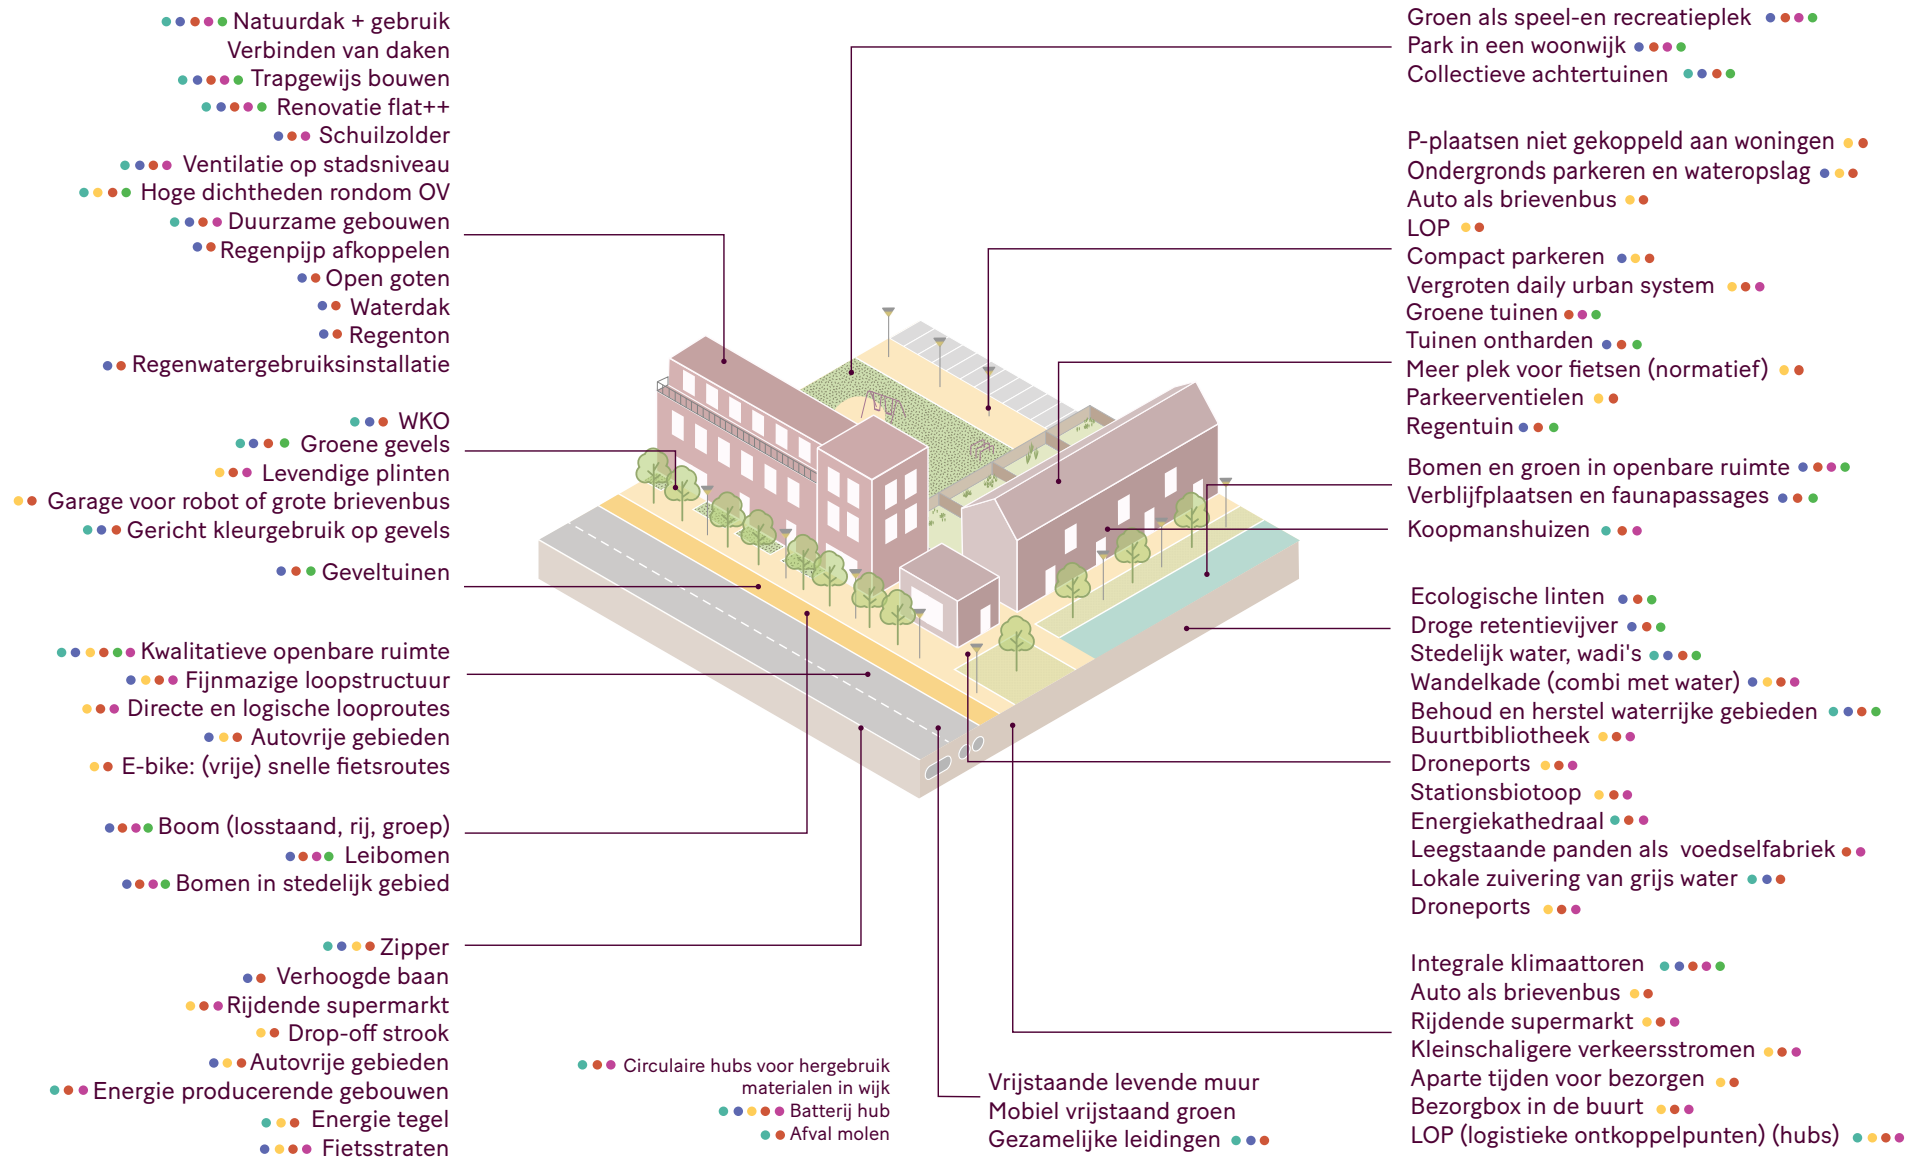 Natuurdak + gebruik
Verbinden van daken
Trapgewijs bouwen
Renovatie flat++
Schuilzolder
Ventilatie op stadsniveau
Hoge dichtheden rondom OV
Duurzame gebouwen
Regenpijp afkoppelen
Open goten
Waterdak
Regenton
Regenwatergebruiksinstallatie
WKO
Groene gevels
Levendige plinten
Garage voor robot of grote brievenbus
Gericht kleurgebruik op gevels
Geveltuinen
Kwalitatieve openbare ruimte
Fijnmazige loopstructuur
Directe en logische looproutes
Autovrije gebieden
E-bike: (vrije) snelle fietsroutes
Boom (losstaand, rij, groep)
Leibomen
Bomen in stedelijk gebied
Zipper
Verhoogde baan
Rijdende supermarkt
Drop-off strook
Autovrije gebieden
Energie producerende gebouwen
Energie tegel
Fietsstraten
Circulaire hubs voor hergebruik
materialen in wijk
Batterij hub
Afval molen
Vrijstaande levende muur
Mobiel vrijstaand groen
Gezamelijke leidingen
Groen als speel-en recreatieplek
Park in een woonwijk
Collectieve achtertuinen
P-plaatsen niet gekoppeld aan woningen
Ondergronds parkeren en wateropslag
Auto als brievenbus
LOP
Compact parkeren
Vergroten daily urban system
Groene tuinen
Tuinen ontharden
Meer plek voor fietsen (normatief)
Parkeerventielen
Regentuin
Bomen en groen in openbare ruimte
Verblijfplaatsen en faunapassages
Koopmanshuizen
Ecologische linten
Droge retentievijver
Stedelijk water, wadi's
Wandelkade (combi met water)
Behoud en herstel waterrijke gebieden
Buurtbibliotheek
Droneports
Stationsbiotoop
Energiekathedraal
Leegstaande panden als voedselfabriek
Lokale zuivering van grijs water
Droneports
Integrale klimaattoren
Auto als brievenbus
Rijdende supermarkt
Kleinschaligere verkeersstromen
Aparte tijden voor bezorgen
Bezorgbox in de buurt
LOP (logistieke ontkoppelpunten) (hubs)